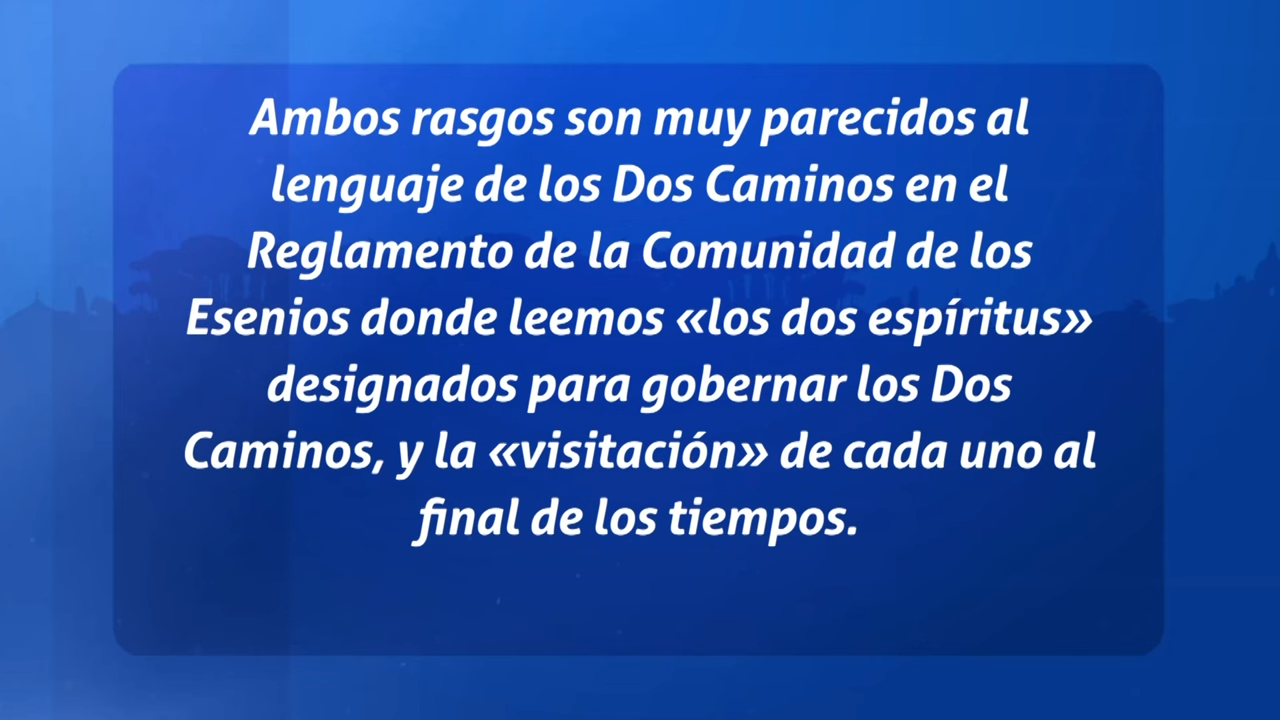 Ambos rasgos son muy parecidos al
lenguaje de los Dos Caminos en el
Reglamento de la Comunidad de los
Esenios donde leemos «los dos espíritus»
designados para gobernar los Dos
Caminos, y la «visitación» de cada uno al
final de los tiempos.